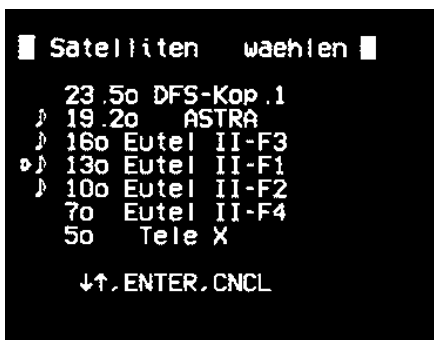 Satelliten waehlen
23.5o DFS-Kop.1
♪ 19.2o ASTRA
♪ 16o Eutel II-F3
♪ 13o Eutel II-F1
♪ 10o Eutel II-F2
7o Eutel II-F4
5o Tele X
↓↑,ENTER,CNCL